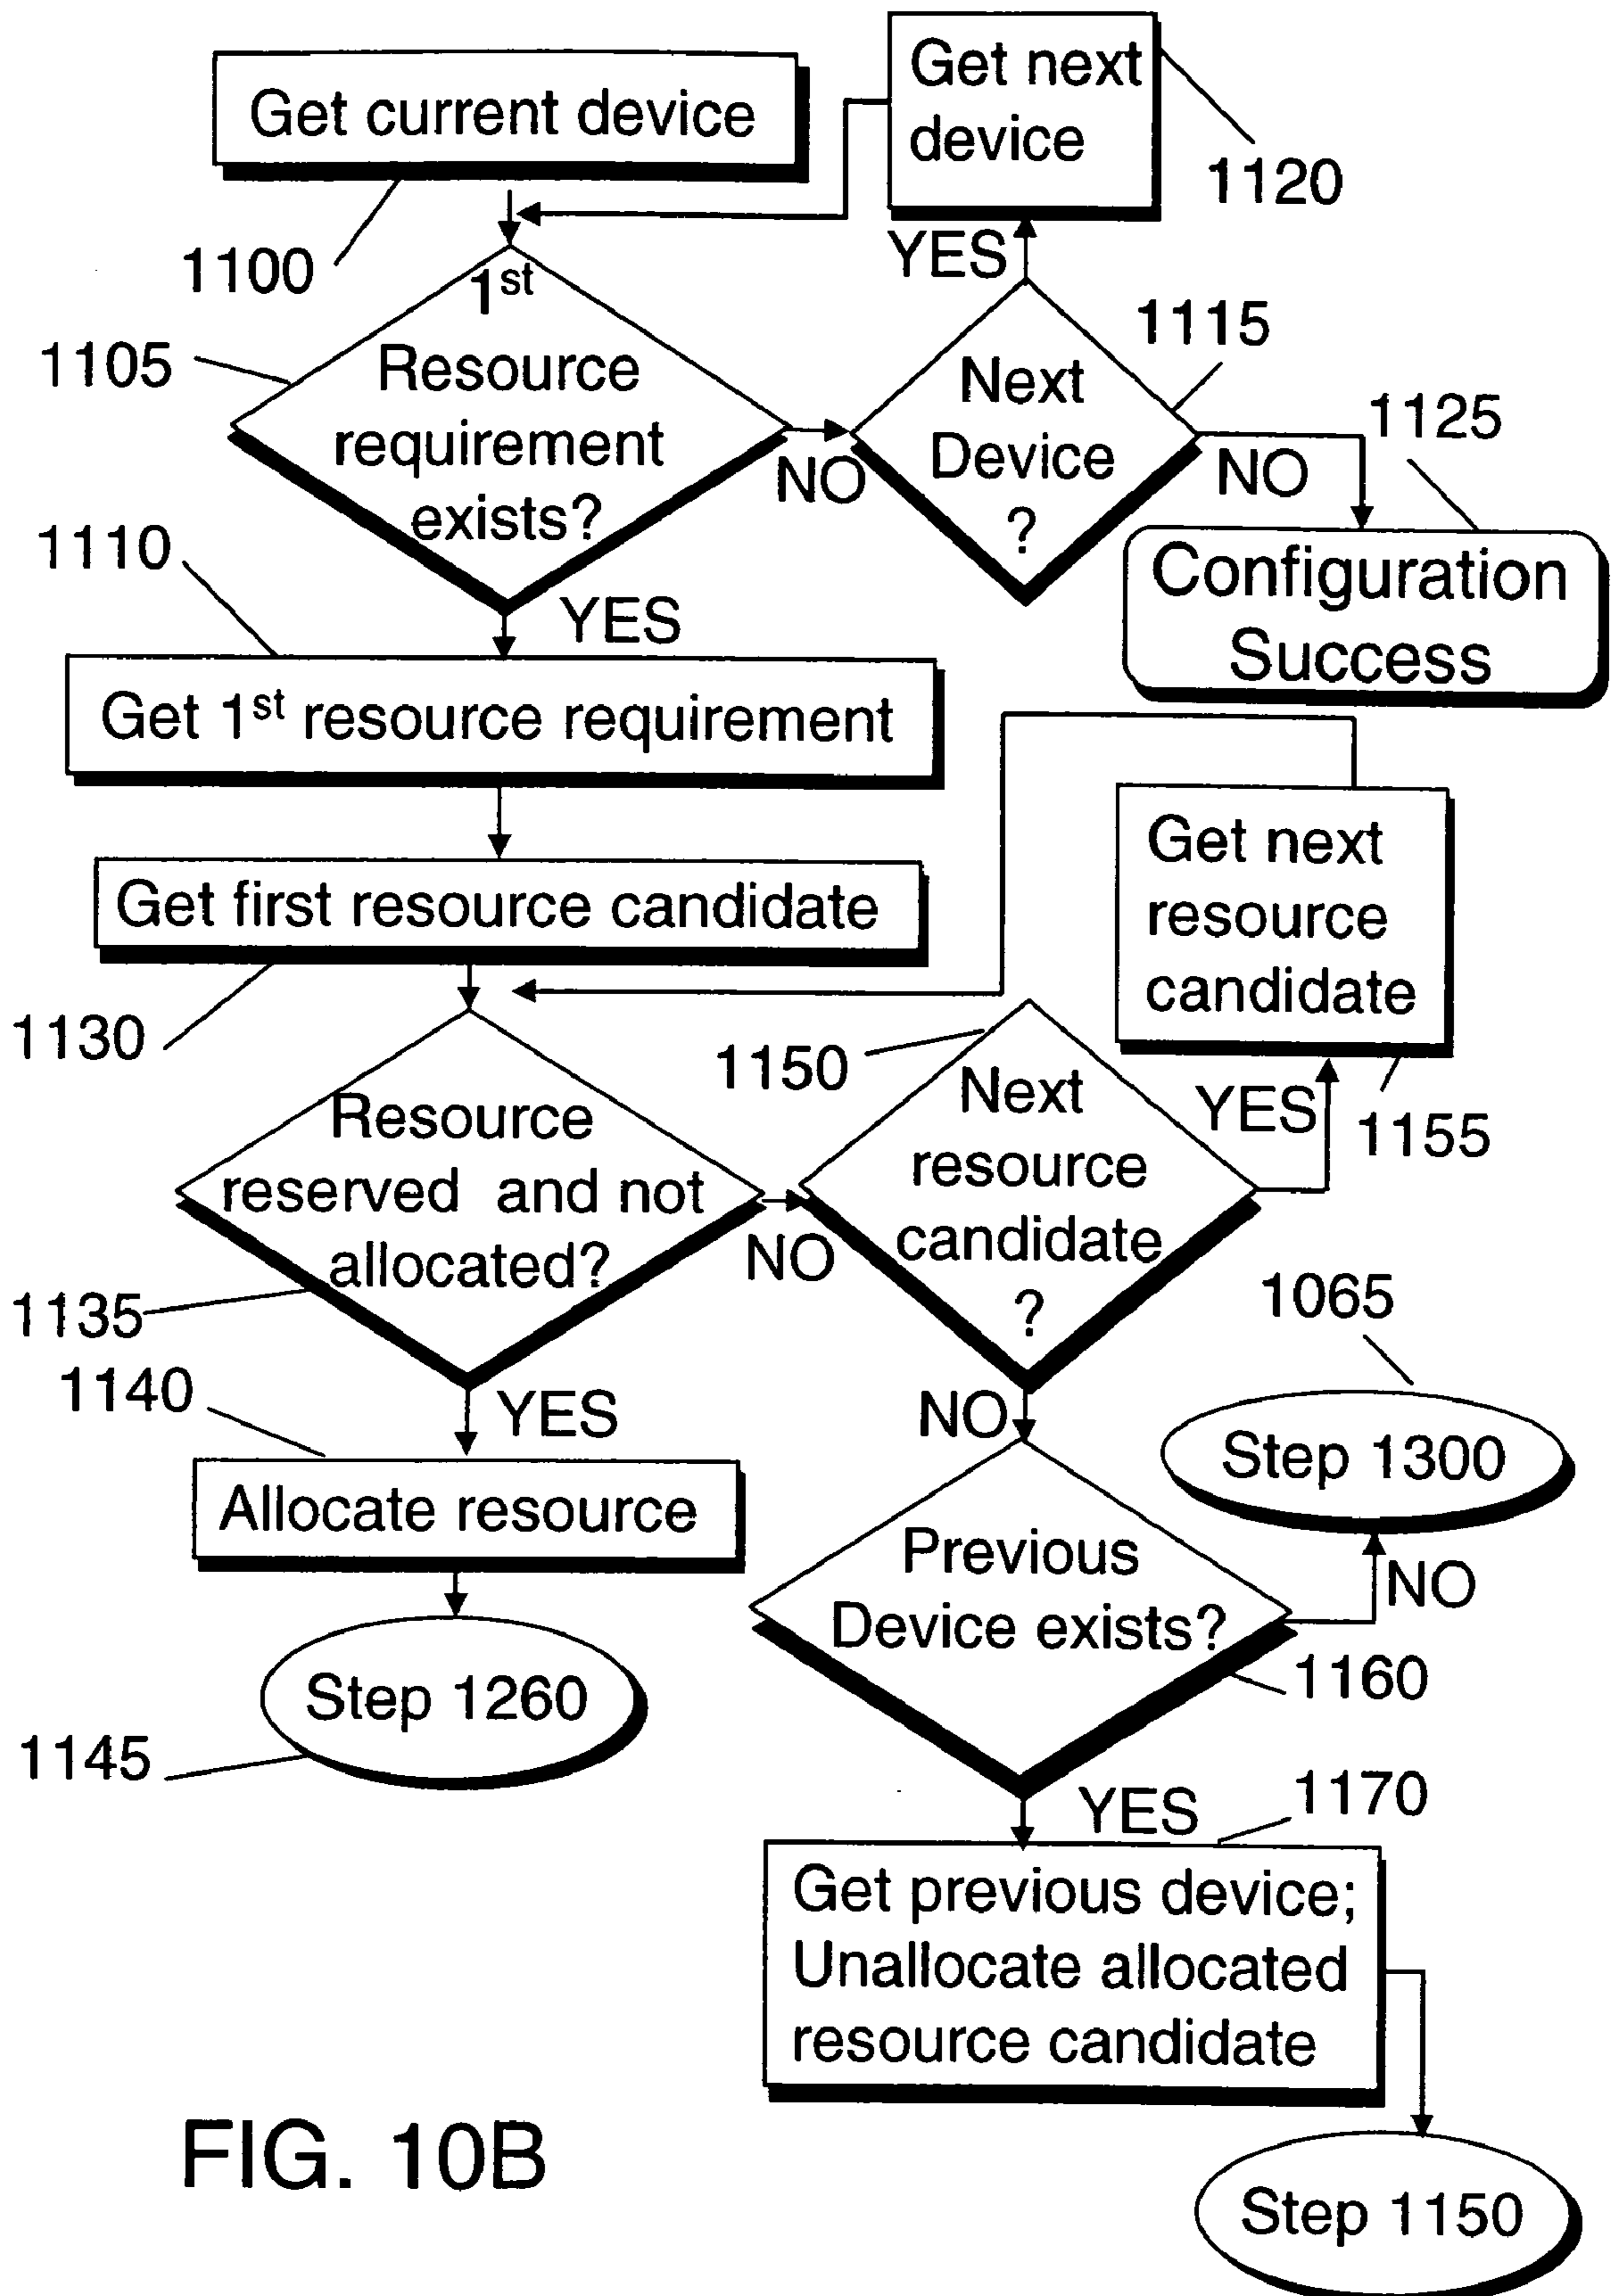 Get current device
Get next
device
1120
1100
YES
1st
Resource
requirement
exists?
1105
NO
Next
Device
?
1115
NO
1125
Configuration
Success
1110
YES
Get 1st resource requirement
Get first resource candidate
Get next
resource
candidate
1130
1150
YES
1155
Resource
reserved and not
allocated?
NO
Next
resource
candidate
?
1135
1065
1140
YES
NO
Step 1300
Allocate resource
Previous
Device exists?
NO
1160
Step 1260
1145
YES
1170
Get previous device;
Unallocate allocated
resource candidate
FIG. 10B
Step 1150